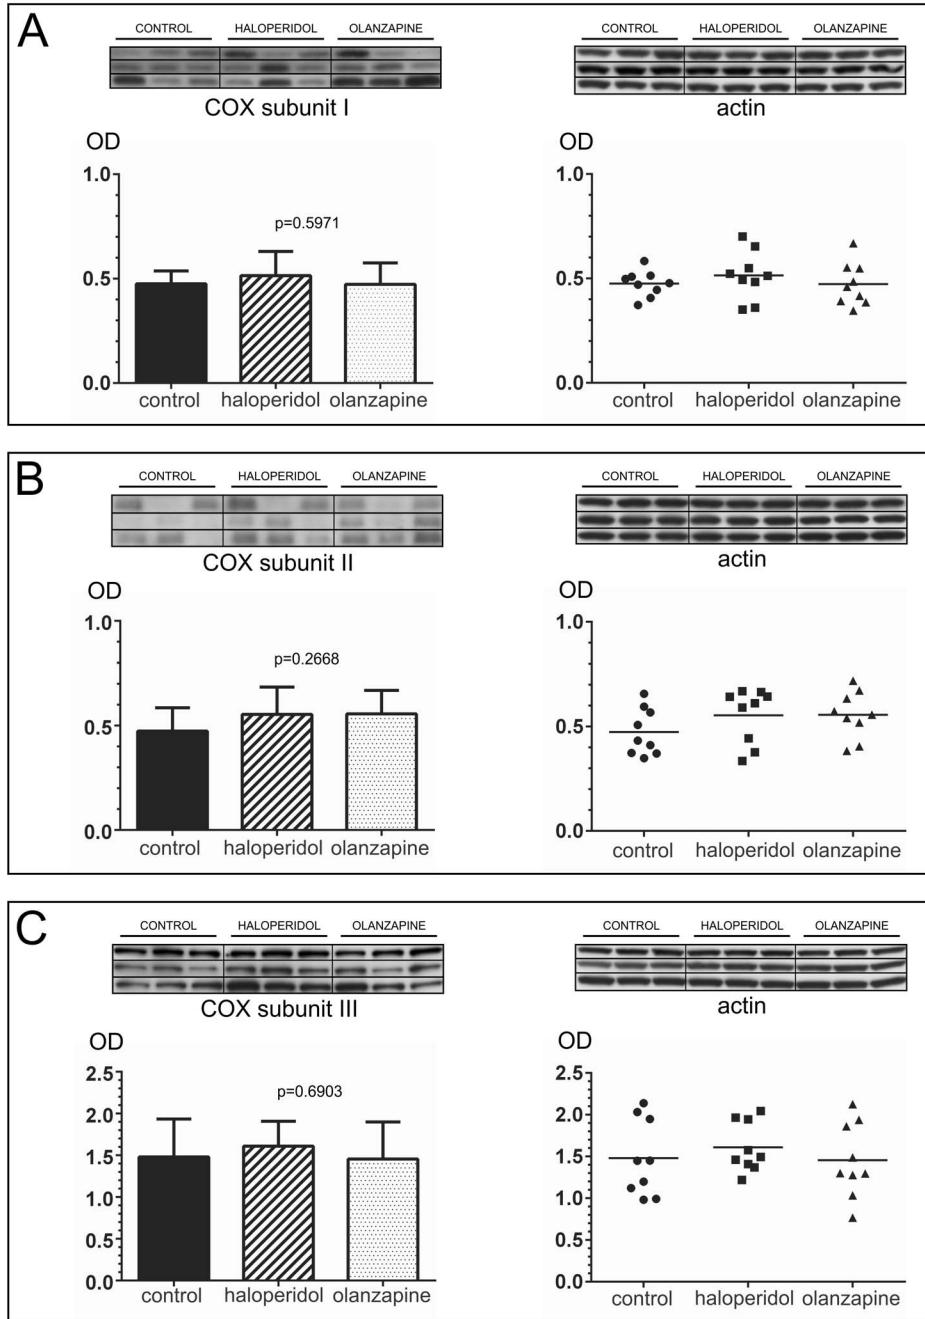 A
CONTROL HALOPERIDOL OLANZAPINE
COX subunit I
OD
1.0
p=0.5971
0.5
0.0
control haloperidol olanzapine
CONTROL HALOPERIDOL OLANZAPINE
actin
OD
1.0
0.5
0.0
control haloperidol olanzapine
B
CONTROL HALOPERIDOL OLANZAPINE
COX subunit II
OD
1.0
p=0.2668
0.5
0.0
control haloperidol olanzapine
CONTROL HALOPERIDOL OLANZAPINE
actin
OD
1.0
0.5
0.0
control haloperidol olanzapine
C
CONTROL HALOPERIDOL OLANZAPINE
COX subunit III
OD
2.5
p=0.6903
2.0
1.5
1.0
0.5
0.0
control haloperidol olanzapine
CONTROL HALOPERIDOL OLANZAPINE
actin
OD
2.5
2.0
1.5
1.0
0.5
0.0
control haloperidol olanzapine